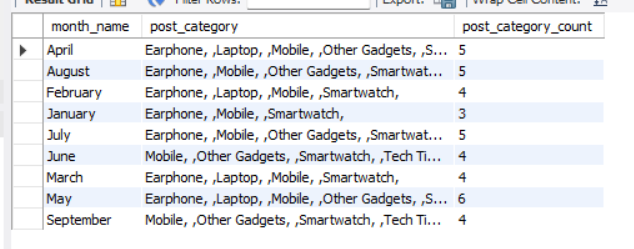 Result Grid Filter Rows: Export: Wrap Cell Content:
month_name post_category post_category_count
April Earphone, ,Laptop, ,Mobile, ,Other Gadgets, ,S... 5
August Earphone, ,Mobile, ,Other Gadgets, ,Smartwat... 5
February Earphone, ,Laptop, ,Mobile, ,Smartwatch, 4
January Earphone, ,Mobile, ,Smartwatch, 3
July Earphone, ,Mobile, ,Other Gadgets, ,Smartwat... 5
June Mobile, ,Other Gadgets, ,Smartwatch, ,Tech Ti... 4
March Earphone, ,Laptop, ,Mobile, ,Smartwatch, 4
May Earphone, ,Laptop, ,Mobile, ,Other Gadgets, ,S... 6
September Mobile, ,Other Gadgets, ,Smartwatch, ,Tech Ti... 4